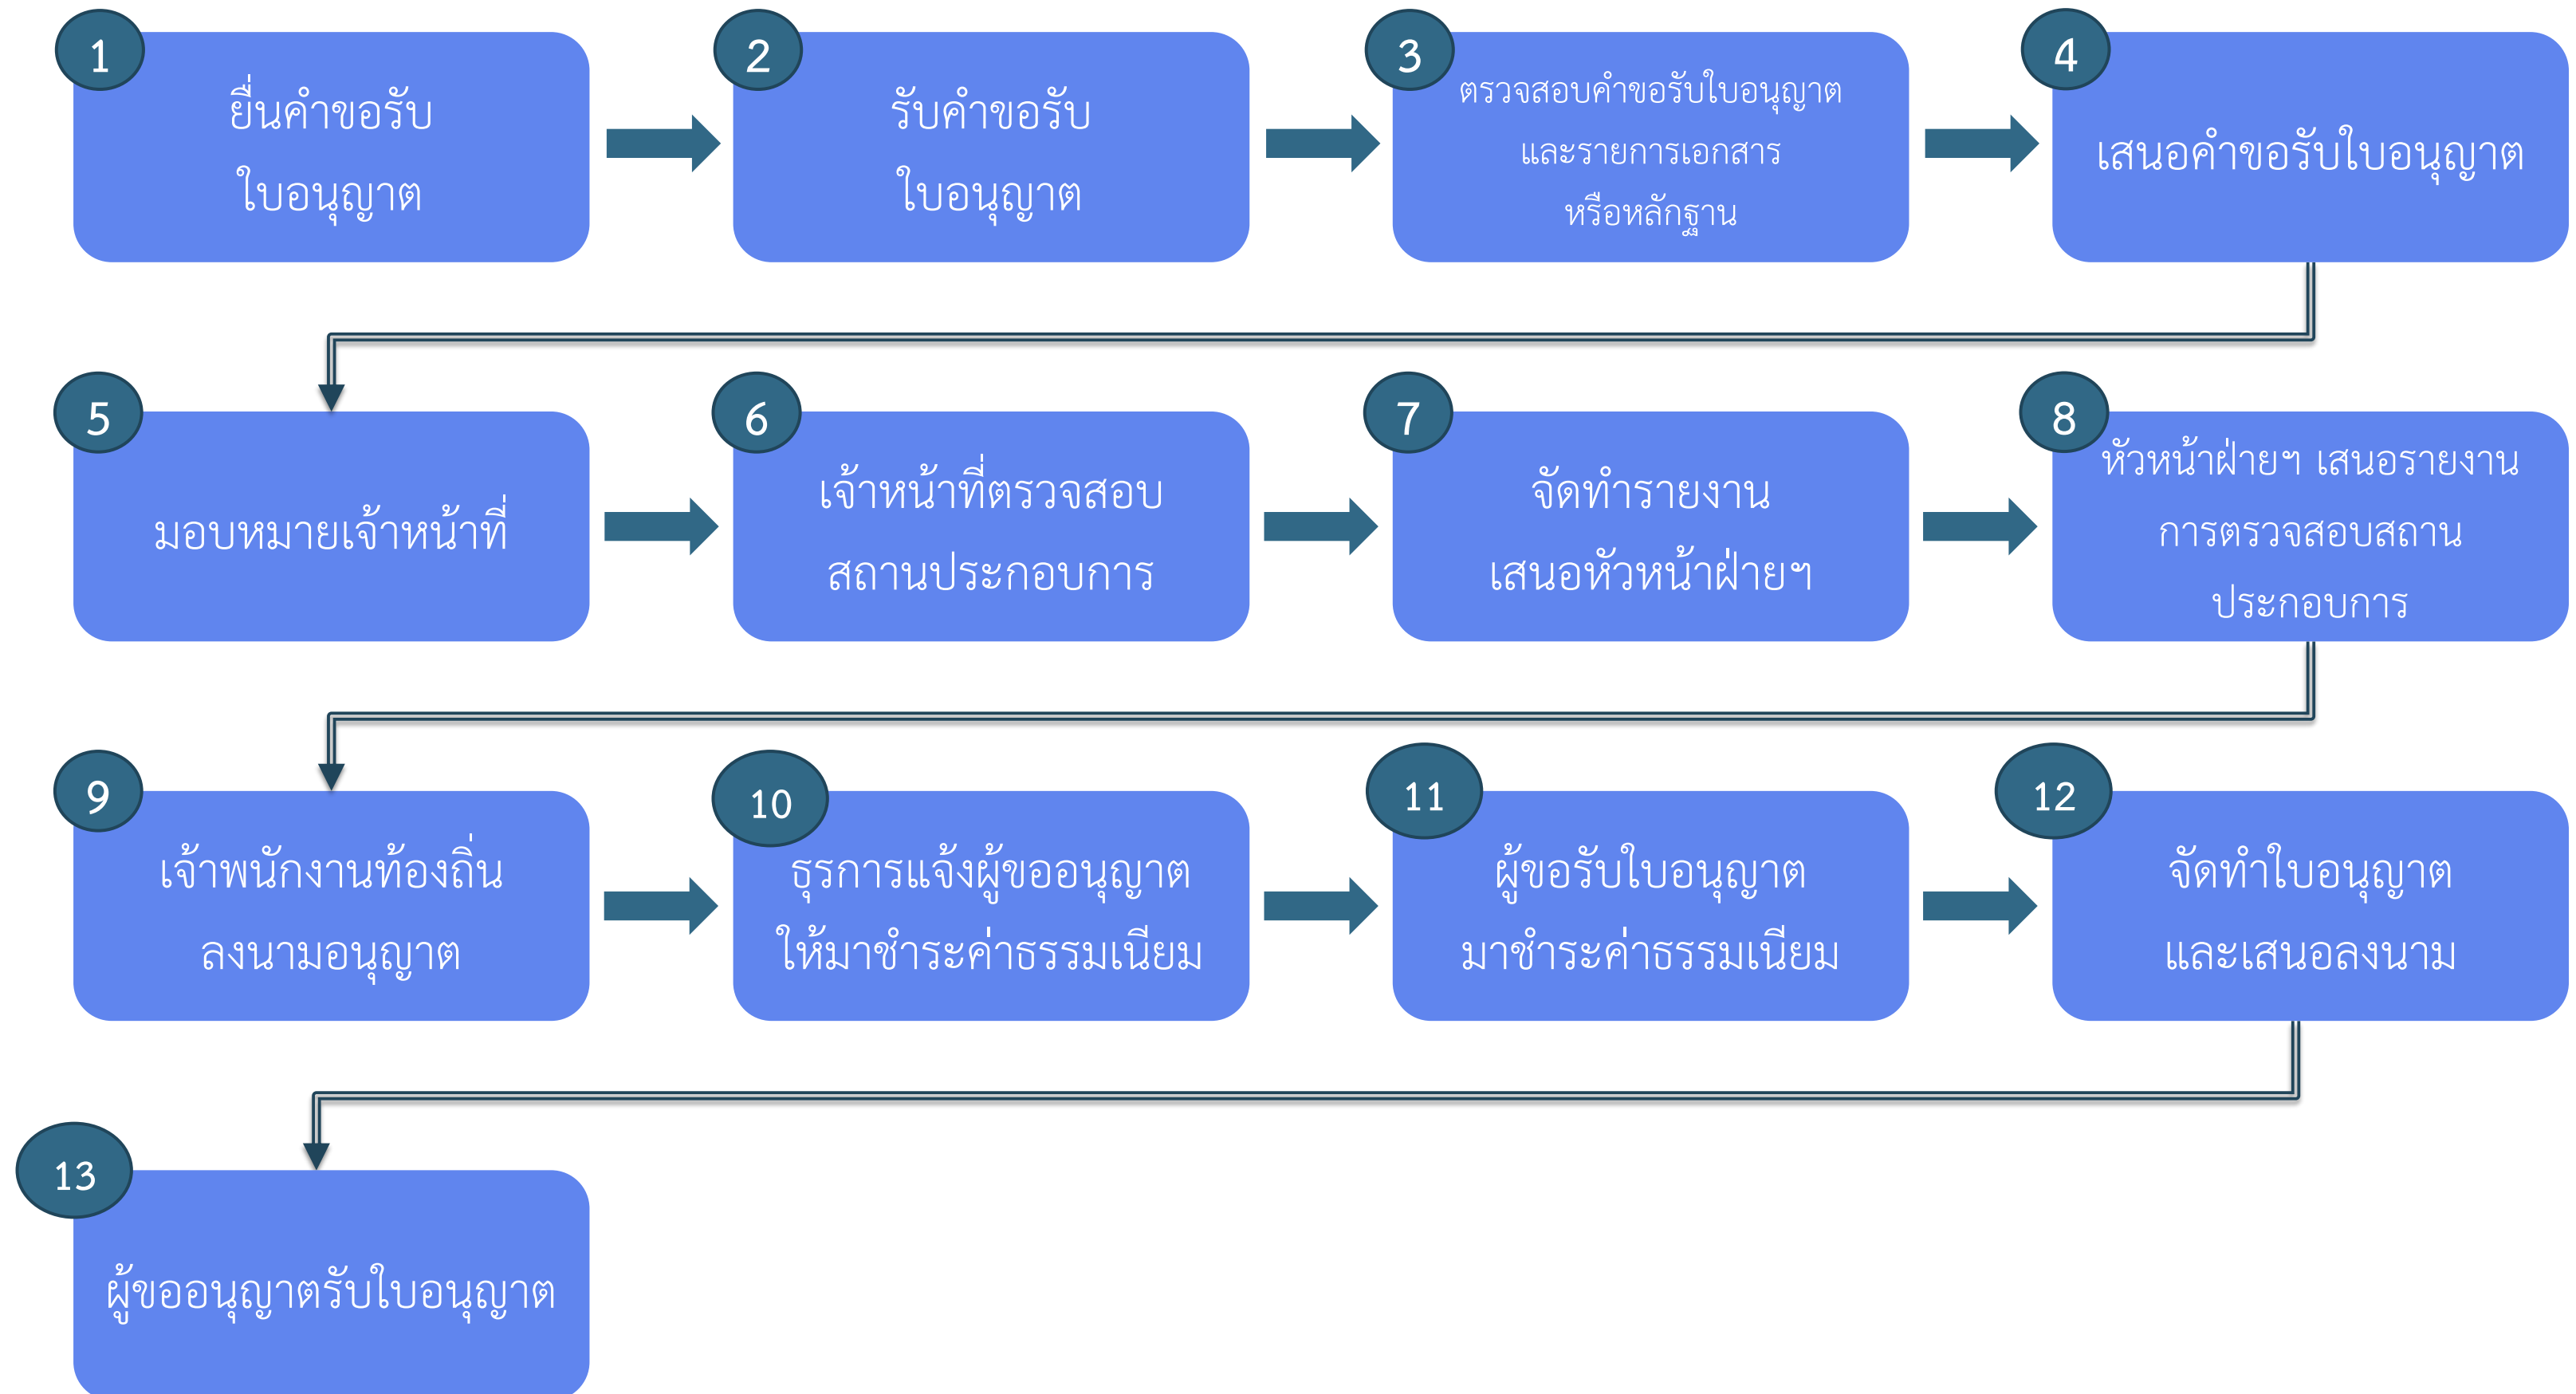 1
ยื่นคำขอรับ
ใบอนุญาต
2
รับคำขอรับ
ใบอนุญาต
3
ตรวจสอบคำขอรับใบอนุญาต
และรายการเอกสาร
หรือหลักฐาน
4
เสนอคำขอรับใบอนุญาต
5
มอบหมายเจ้าหน้าที่
6
เจ้าหน้าที่ตรวจสอบ
สถานประกอบการ
7
จัดทำรายงาน
เสนอหัวหน้าฝ่ายฯ
8
หัวหน้าฝ่ายฯ เสนอรายงาน
การตรวจสอบสถาน
ประกอบการ
9
เจ้าพนักงานท้องถิ่น
ลงนามอนุญาต
10
ธุรการแจ้งผู้ขออนุญาต
ให้มาชำระค่าธรรมเนียม
11
ผู้ขอรับใบอนุญาต
มาชำระค่าธรรมเนียม
12
จัดทำใบอนุญาต
และเสนอลงนาม
13
ผู้ขออนุญาตรับใบอนุญาต